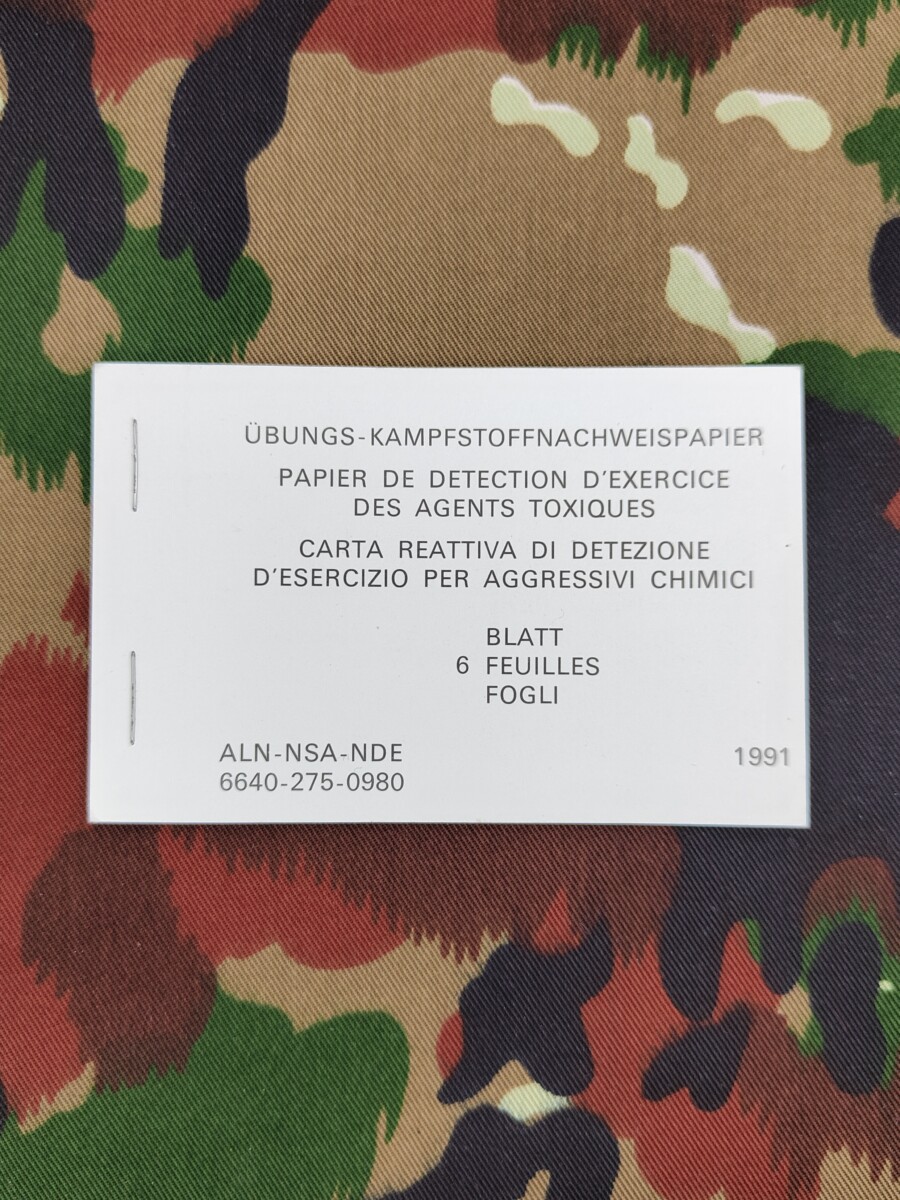 ÜBUNGS-KAMPFSTOFFNACHWEISPAPIER
PAPIER DE DETECTION D'EXERCICE
DES AGENTS TOXIQUES
CARTA REATTIVA DI DETEZIONE
D'ESERCIZIO PER AGGRESSIVI CHIMICI
BLATT
6 FEUILLES
FOGLI
ALN-NSA-NDE
6640-275-0980
1991